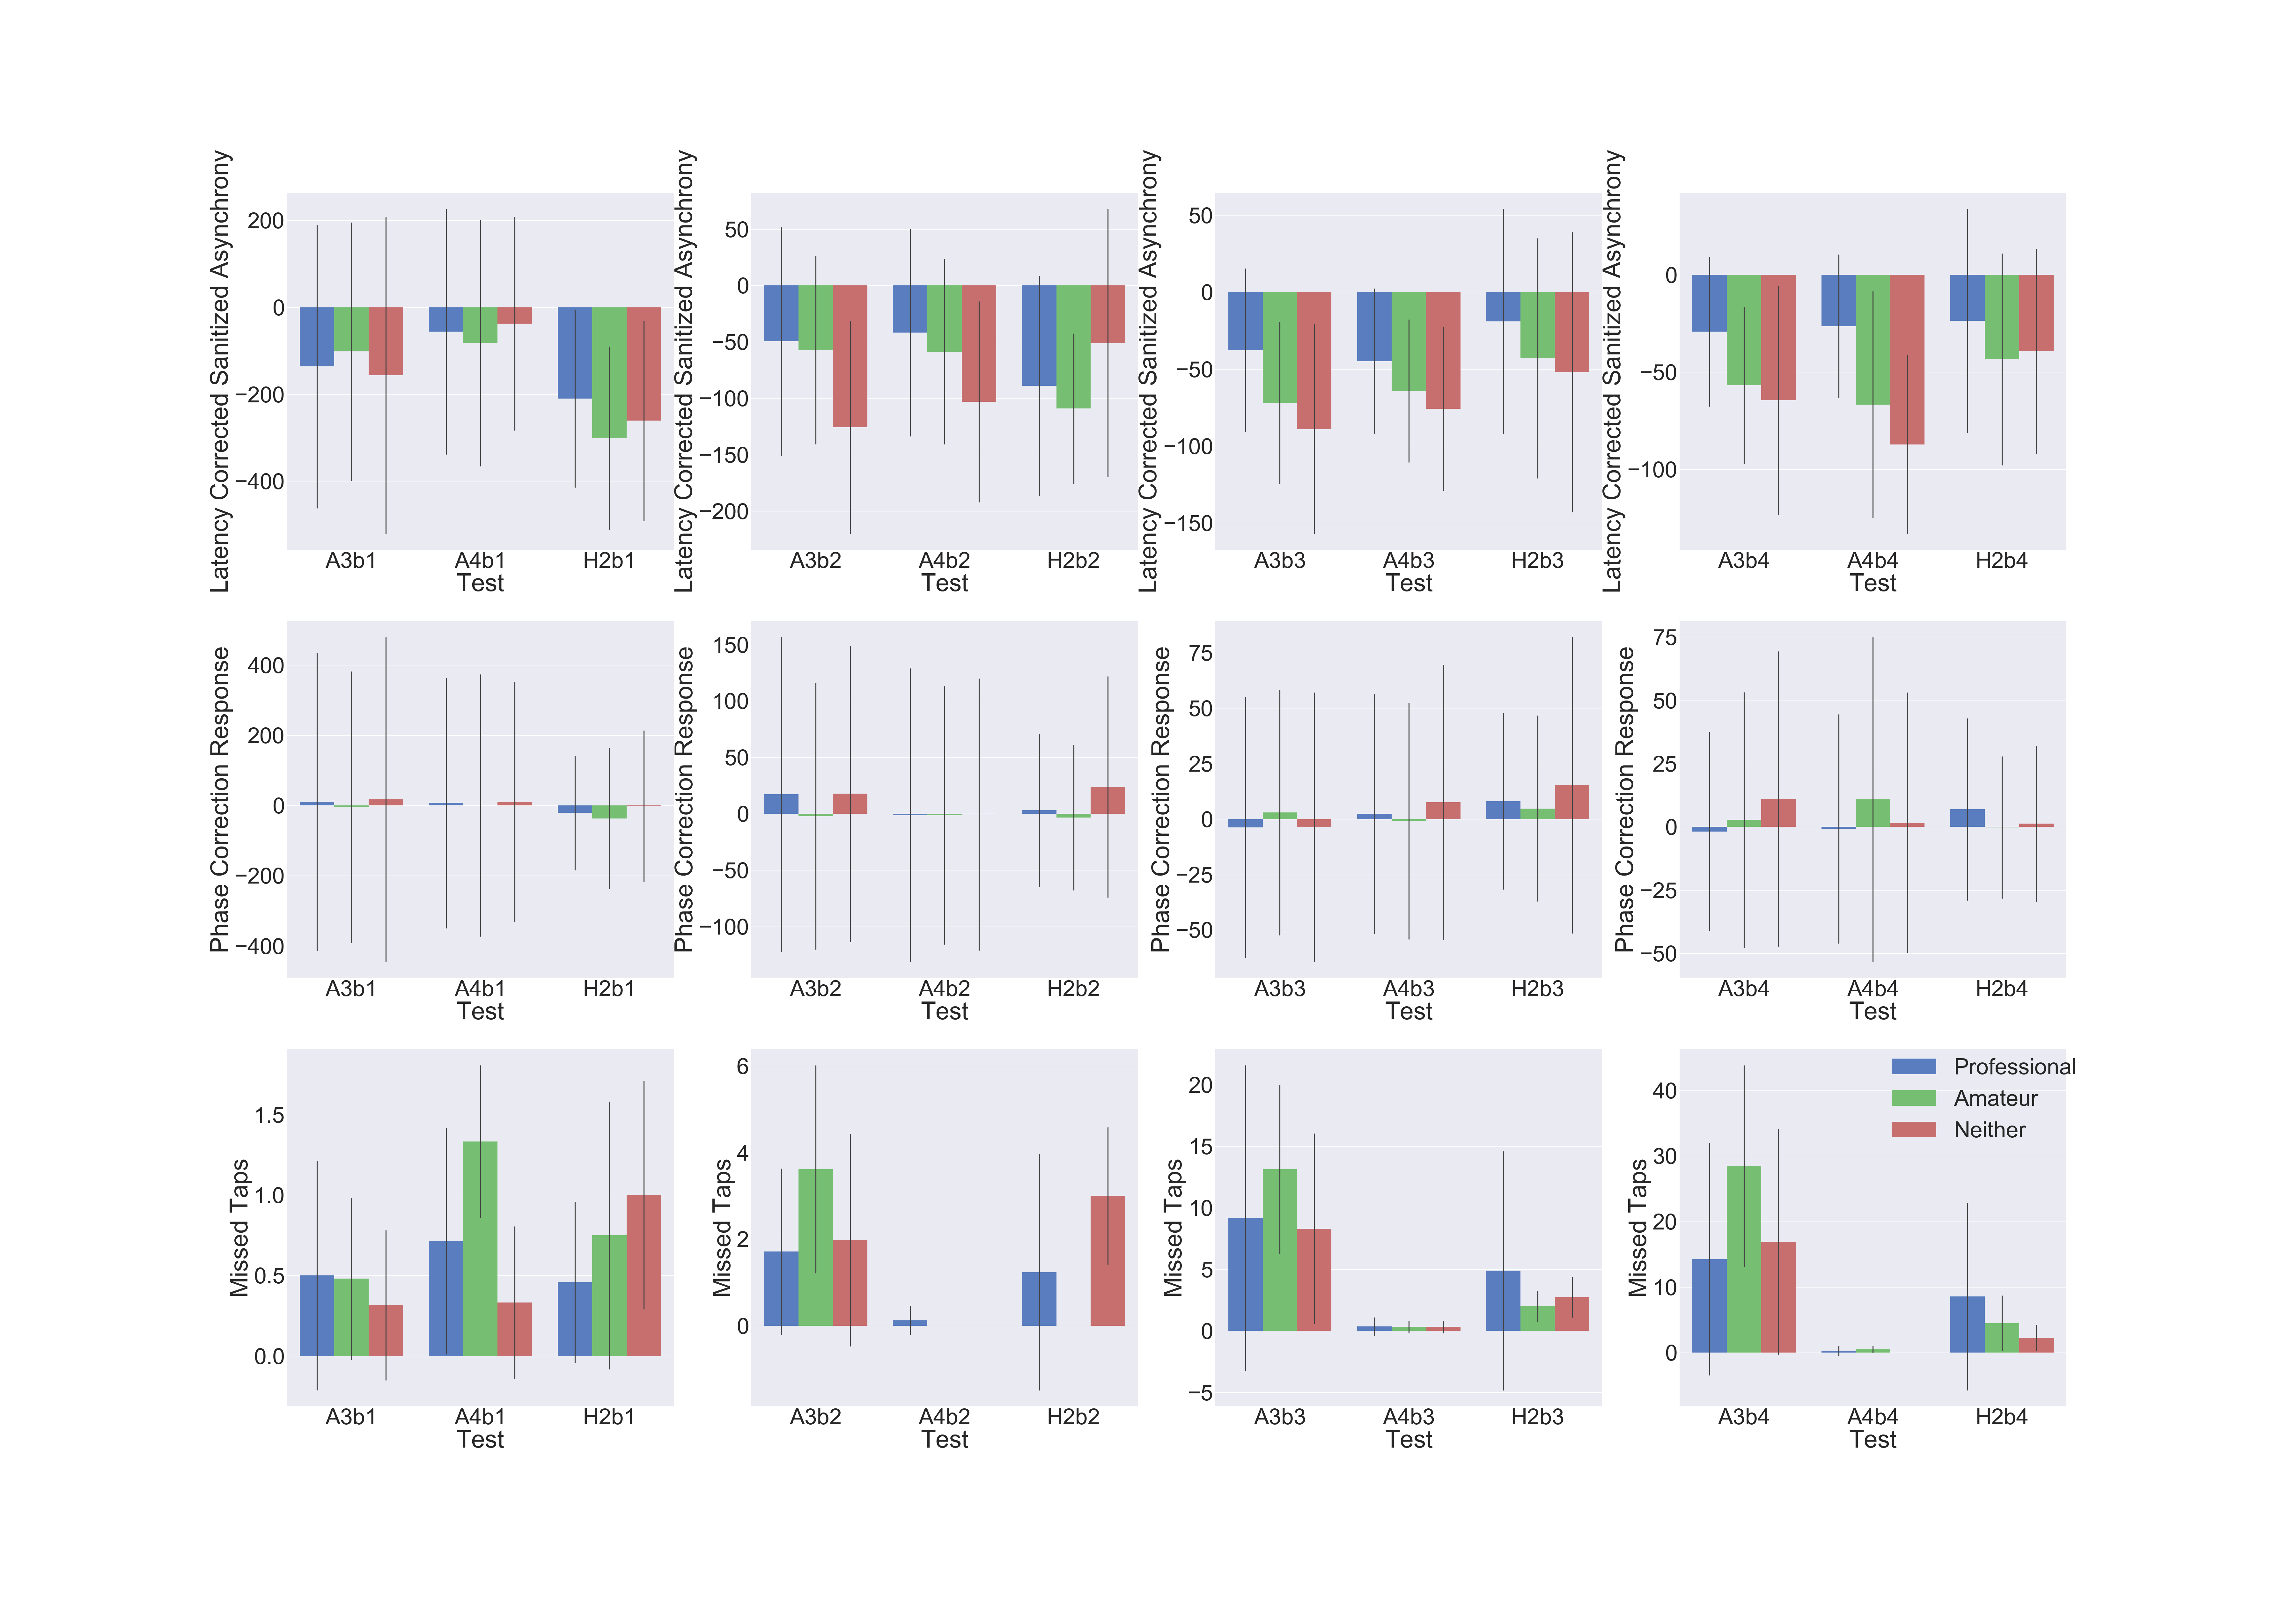 Latency Corrected Sanitized Asynchrony
200
0
−200
−400
A3b1 A4b1 H2b1
Test
Latency Corrected Sanitized Asynchrony
50
0
−50
−100
−150
−200
A3b2 A4b2 H2b2
Test
Latency Corrected Sanitized Asynchrony
50
0
−50
−100
−150
A3b3 A4b3 H2b3
Test
Latency Corrected Sanitized Asynchrony
0
−50
−100
A3b4 A4b4 H2b4
Test
Phase Correction Response
400
200
0
−200
−400
A3b1 A4b1 H2b1
Test
Phase Correction Response
150
100
50
0
−50
−100
A3b2 A4b2 H2b2
Test
Phase Correction Response
75
50
25
0
−25
−50
A3b3 A4b3 H2b3
Test
Phase Correction Response
75
50
25
0
−25
−50
A3b4 A4b4 H2b4
Test
Missed Taps
1.5
1.0
0.5
0.0
A3b1 A4b1 H2b1
Test
Missed Taps
6
4
2
0
A3b2 A4b2 H2b2
Test
Missed Taps
20
15
10
5
0
−5
A3b3 A4b3 H2b3
Test
Missed Taps
40
30
20
10
0
A3b4 A4b4 H2b4
Test
Professional
Amateur
Neither